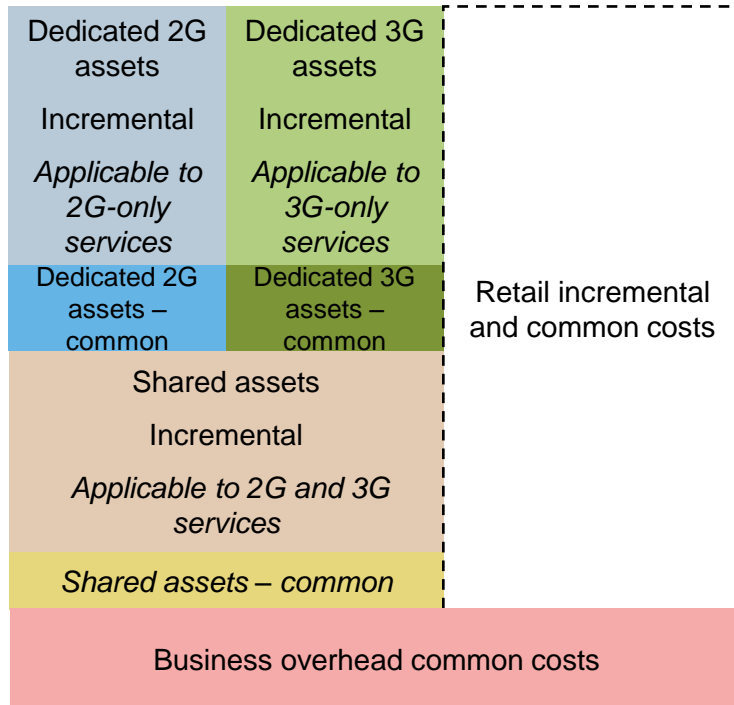 Dedicated 2G
assets
Incremental
Applicable to
2G-only
services
Dedicated 3G
assets
Incremental
Applicable to
3G-only
services
Dedicated 2G
assets –
common
Dedicated 3G
assets –
common
Retail incremental
and common costs
Shared assets
Incremental
Applicable to 2G and 3G
services
Shared assets – common
Business overhead common costs